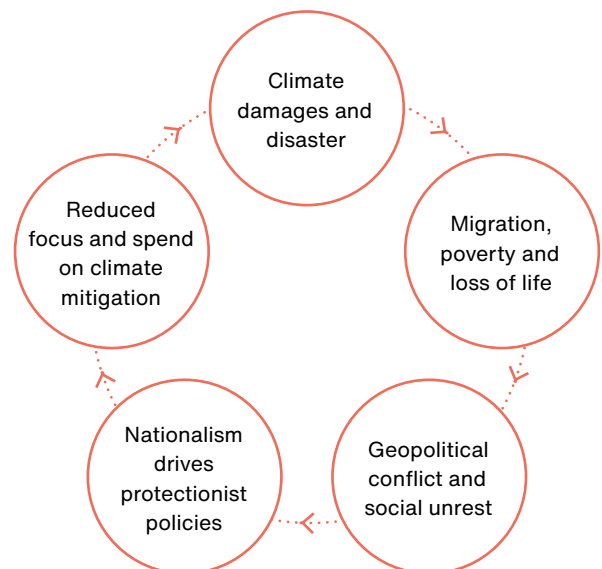 Climate
damages and
disaster
Migration,
poverty and
loss of life
Geopolitical
conflict and
social unrest
Nationalism
drives
protectionist
policies
Reduced
focus and spend
on climate
mitigation